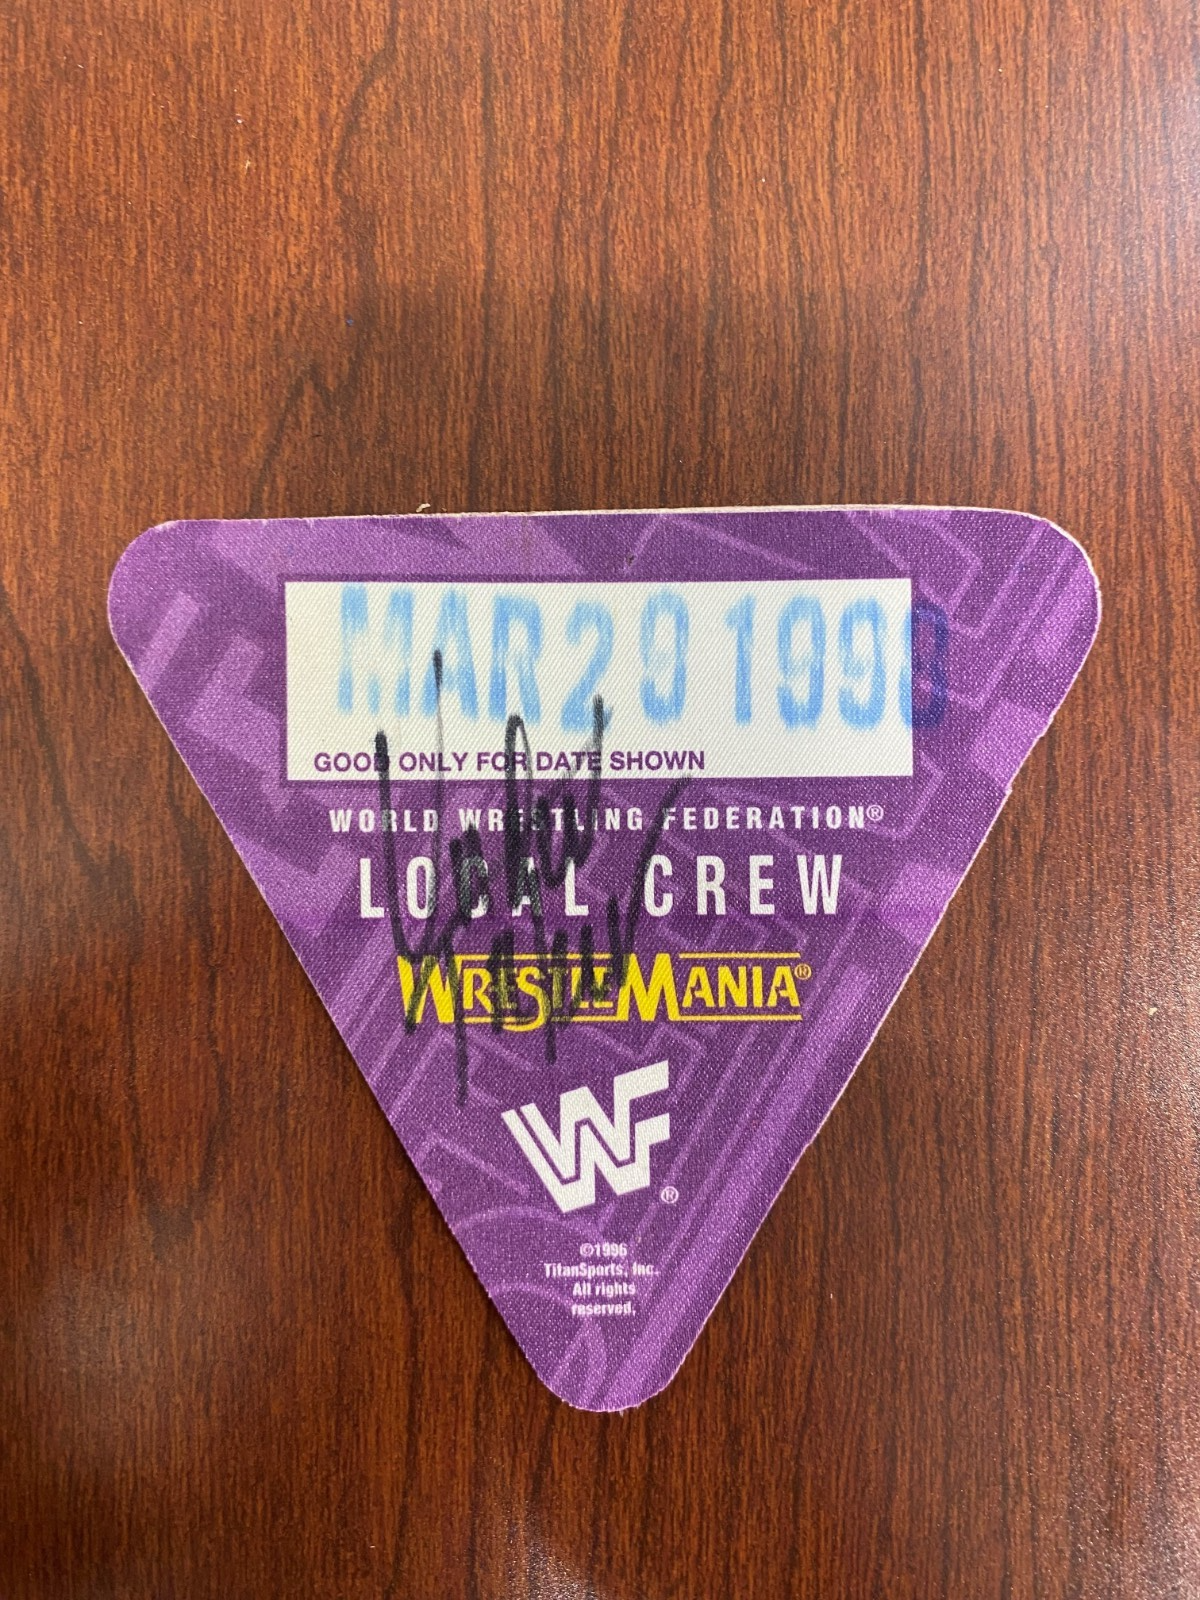 MAR 29 1998
GOOD ONLY FOR DATE SHOWN
WORLD WRESTLING FEDERATION®
LOCAL CREW
WRESTLEMANIA®
WF®
©1996
TitanSports, Inc.
All rights
reserved.